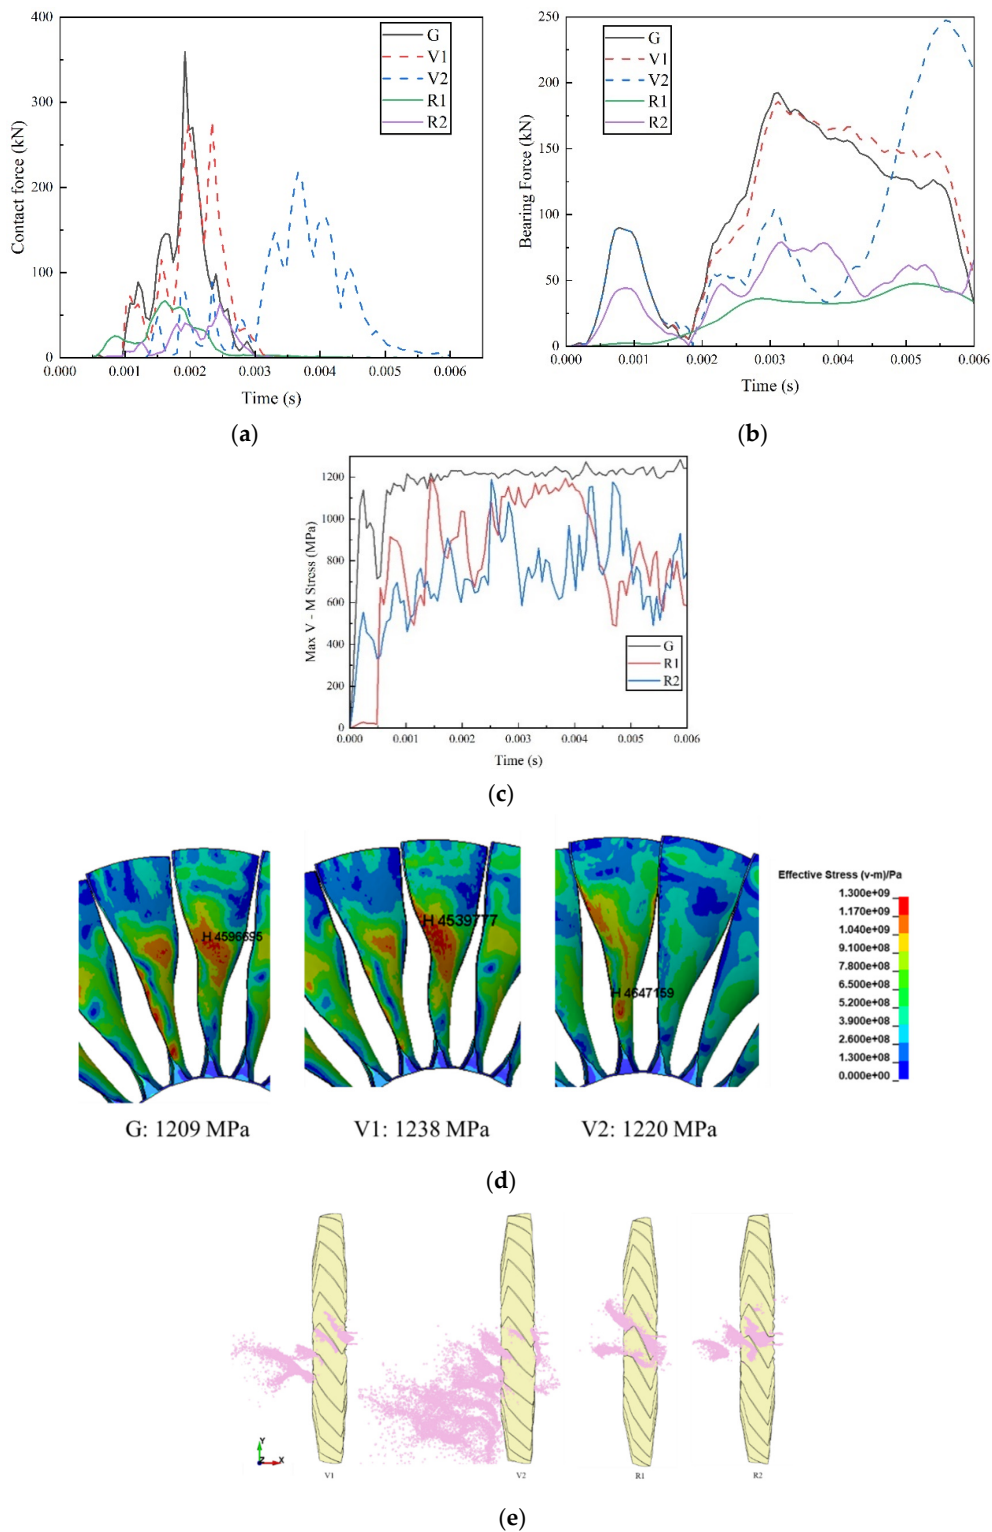 400
300
200
100
0
0.000
0.001
0.002
0.003
0.004
0.005
0.006
Contact force (kN)
Time (s)
G
V1
V2
R1
R2
(a)
250
200
150
100
50
0
0.000
0.001
0.002
0.003
0.004
0.005
0.006
Bearing Force (kN)
Time (s)
G
V1
V2
R1
R2
(b)
1200
1000
800
600
400
200
0
0.000
0.001
0.002
0.003
0.004
0.005
0.006
Max V - M Stress (MPa)
Time (s)
G
R1
R2
(c)
H 4596695
H 4539777
H 4647159
Effective Stress (v-m)/Pa
1.300e+09
1.170e+09
1.040e+09
9.100e+08
7.800e+08
6.500e+08
5.200e+08
3.900e+08
2.600e+08
1.300e+08
0.000e+00
G: 1209 MPa
V1: 1238 MPa
V2: 1220 MPa
(d)
Y
Z
X
V1
V2
R1
R2
(e)